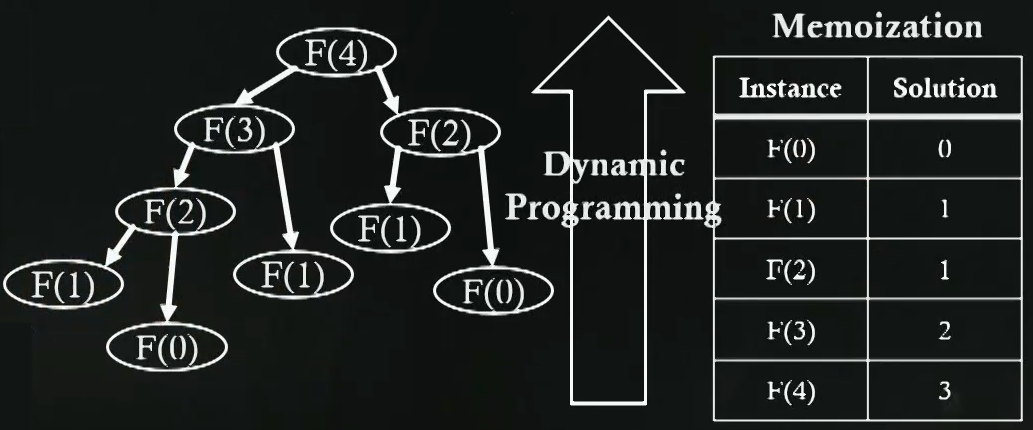 F(4)
F(3)
F(2)
F(2)
F(1)
F(1)
F(1)
F(0)
F(0)
Dynamic
Programming
Memoization
Instance Solution
F(0) 0
F(1) 1
F(2) 1
F(3) 2
F(4) 3